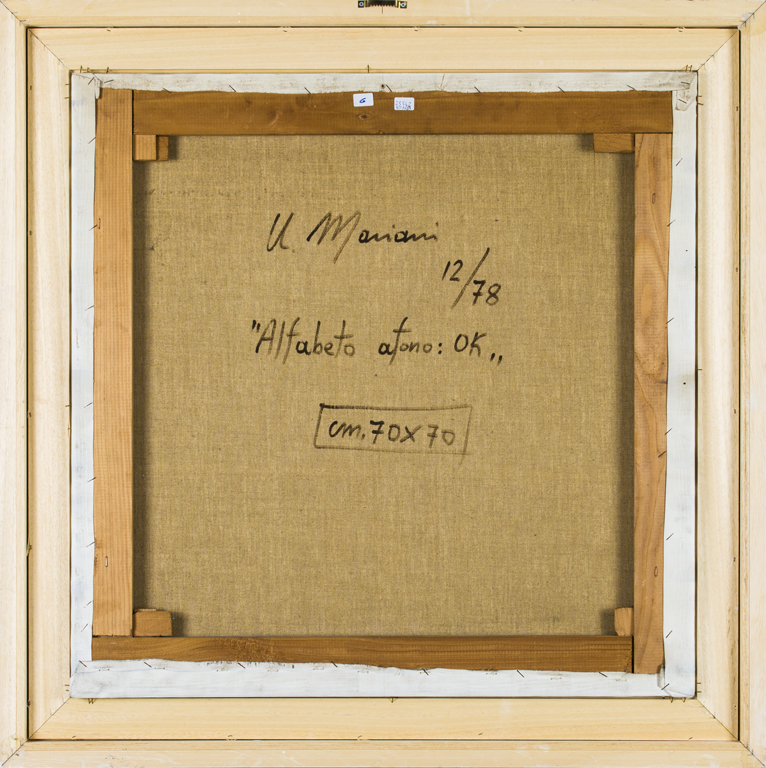 U. Mariani
12/78
"Alfabeto atono: OK„
cm. 70x70